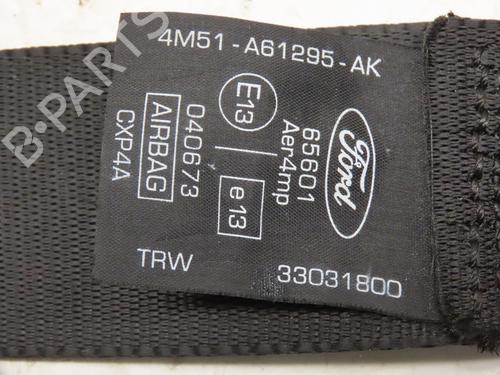 4M51-A61295-AK
E13
040673
AIRBAG
CXP4A
65601
Aer4mp
e13
Ford
TRW
33031800
B-PARTS